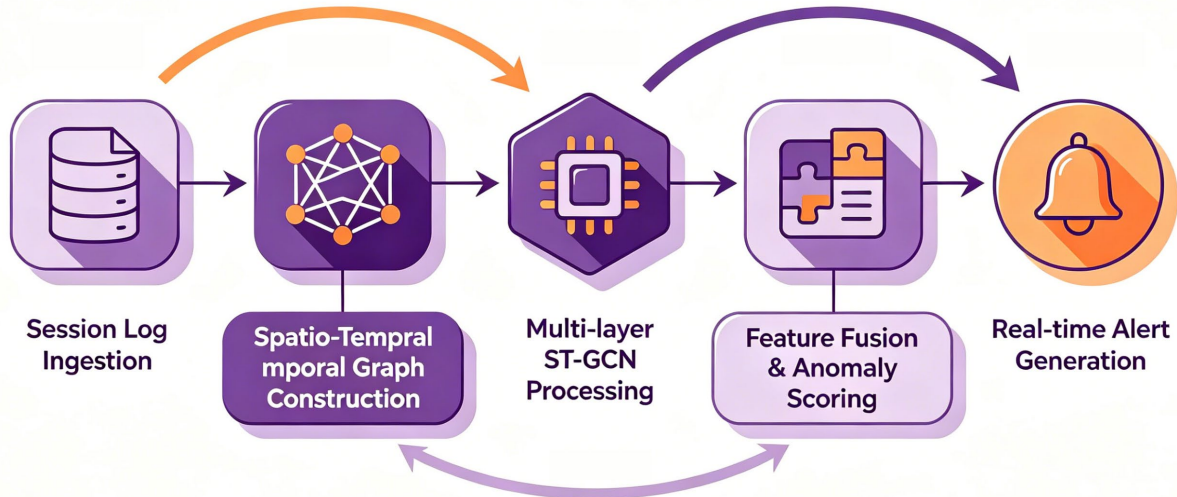 Session Log
Ingestion
Spatio-Tempral
mporal Graph
Construction
Multi-layer
ST-GCN
Processing
Feature Fusion
& Anomaly
Scoring
Real-time Alert
Generation